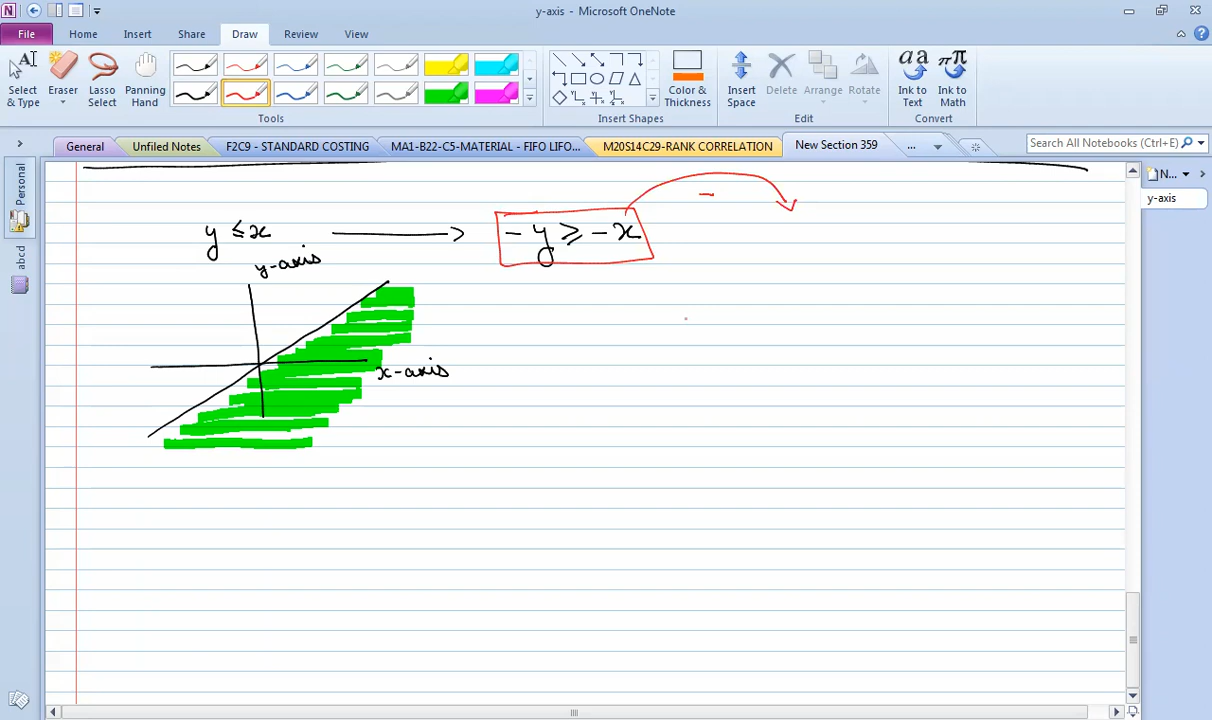 y-axis - Microsoft OneNote
File Home Insert Share Draw Review View
Select & Type
Eraser
Lasso Select
Panning Hand
Color & Thickness
Insert Space
Delete
Arrange
Rotate
Ink to Text
Ink to Math
Tools
Insert Shapes
Edit
Convert
General
Unfiled Notes
F2C9 - STANDARD COSTING
MA1-B22-C5-MATERIAL - FIFO LIFO...
M20S14C29-RANK CORRELATION
New Section 359
...
Search All Notebooks (Ctrl+E)
N...
y-axis
Personal
abcd
-
y ≤ x
- y ≥ - x
y-axis
x-axis